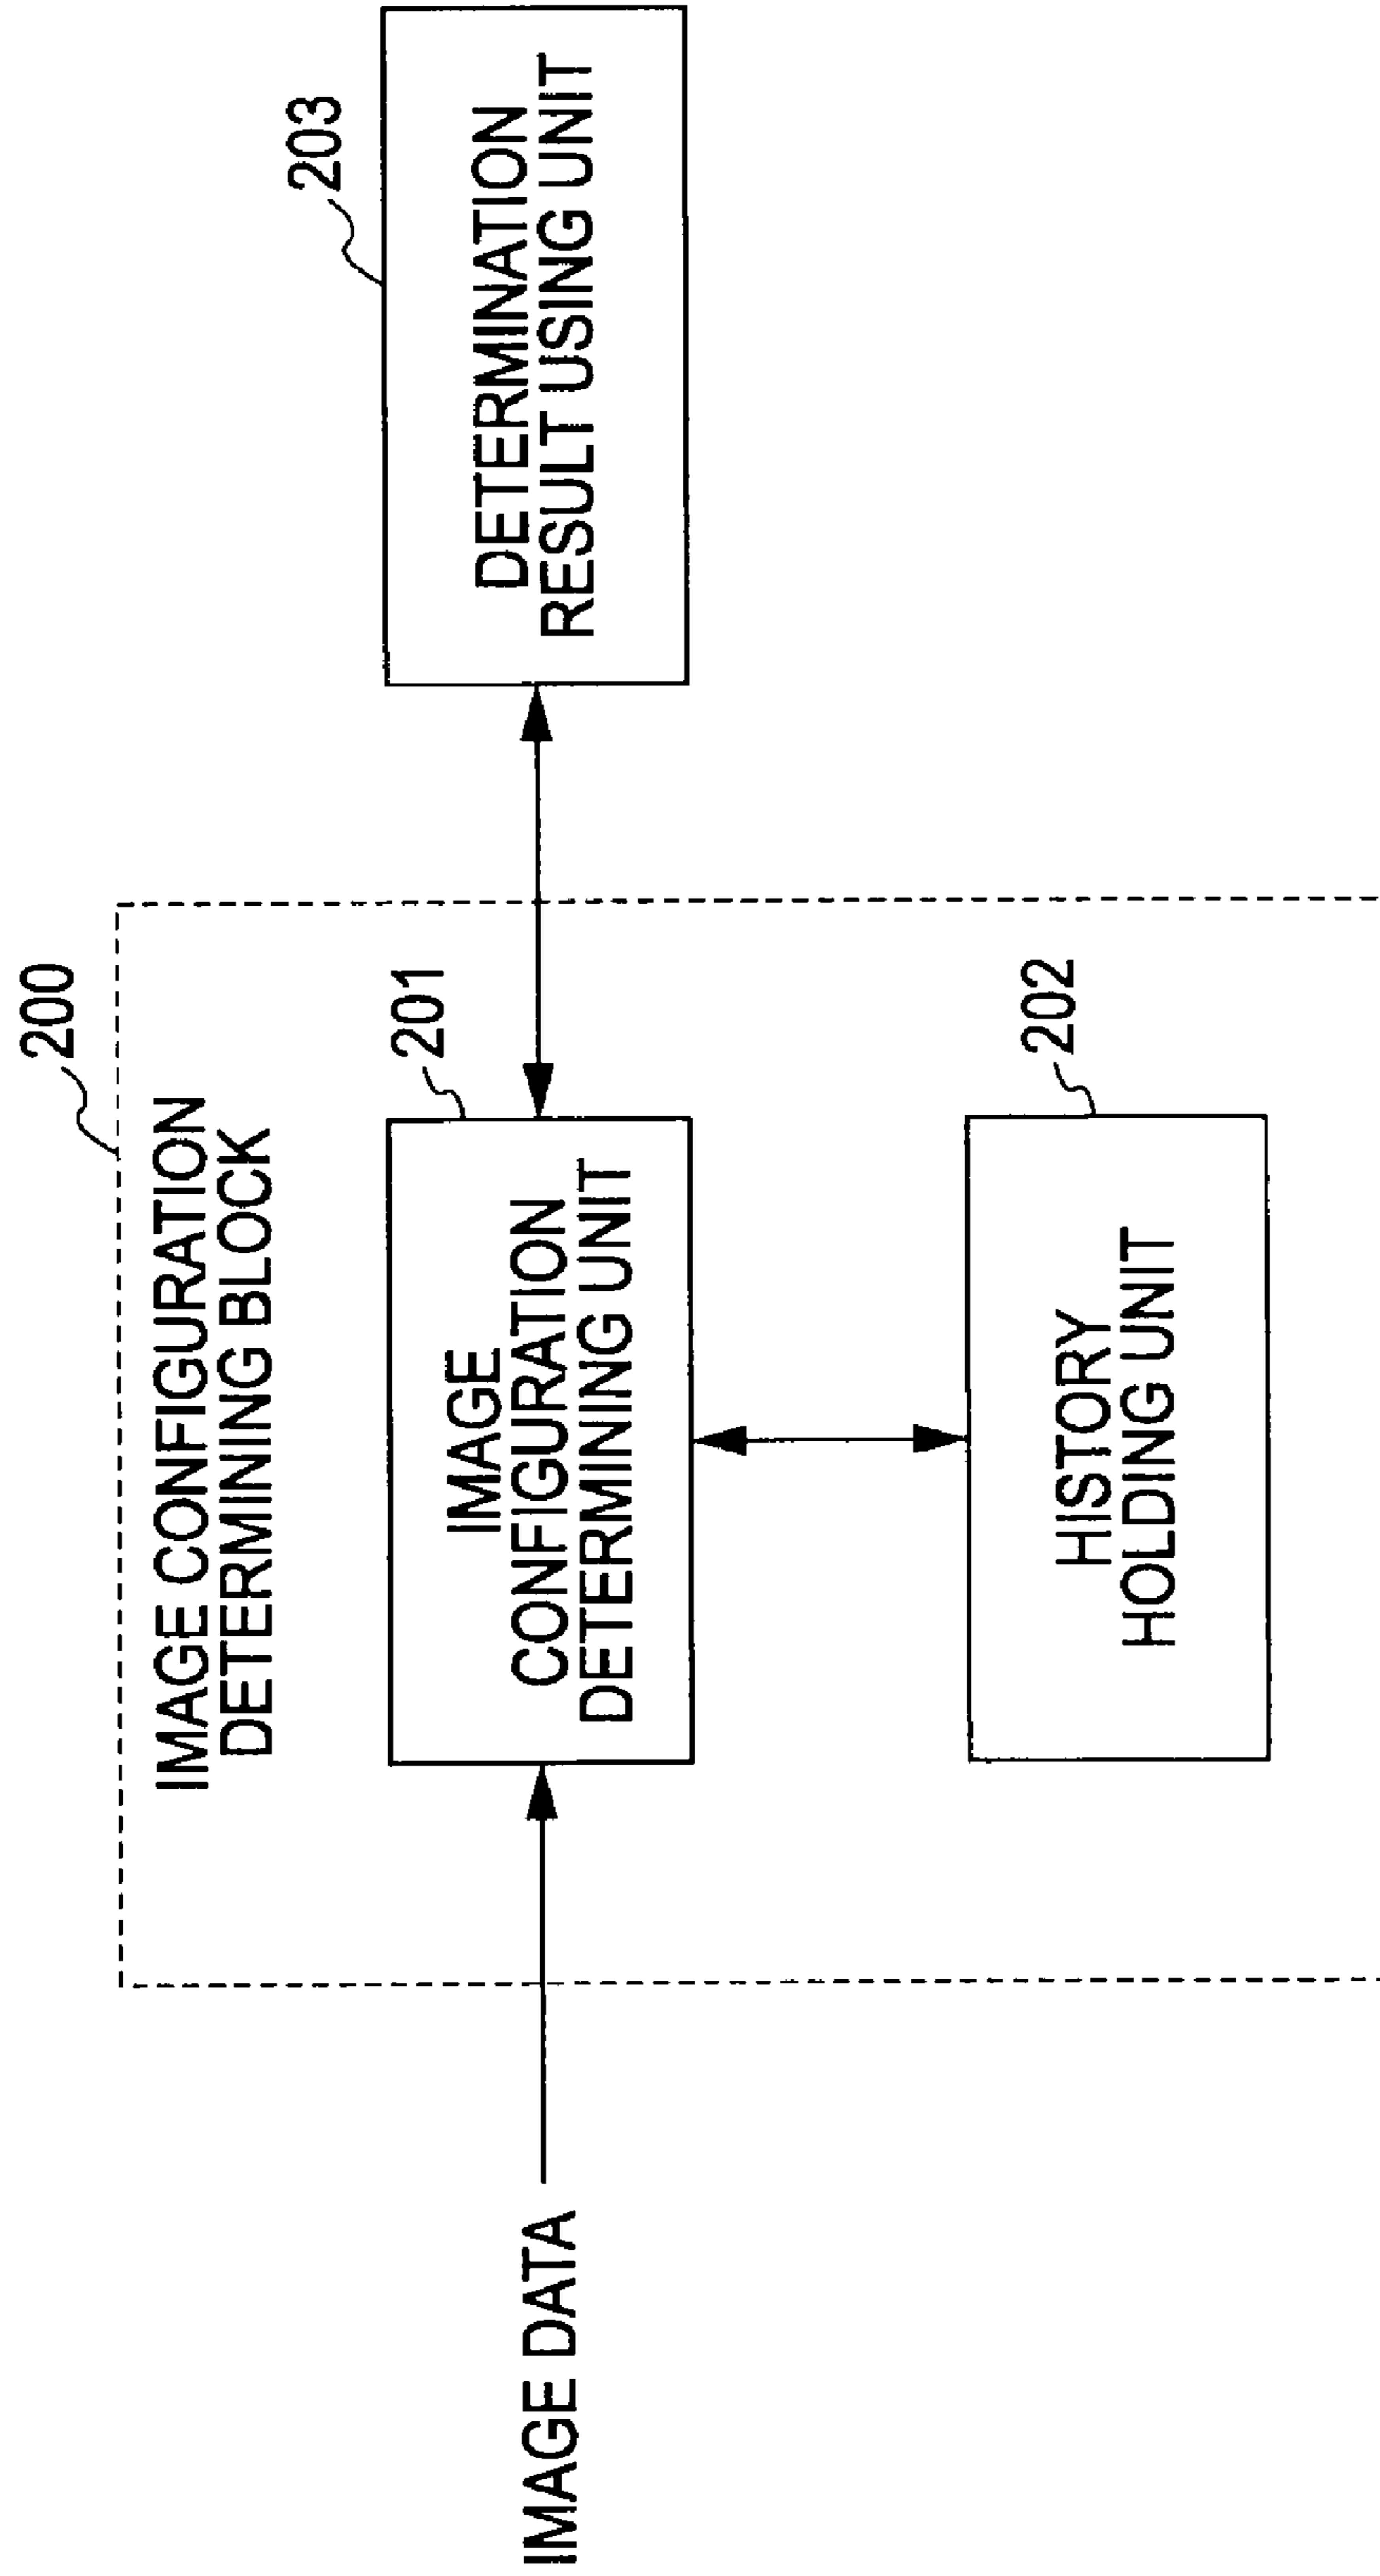 200
IMAGE CONFIGURATION
DETERMINING BLOCK
201
IMAGE
CONFIGURATION
DETERMINING UNIT
IMAGE DATA
203
DETERMINATION
RESULT USING UNIT
202
HISTORY
HOLDING UNIT